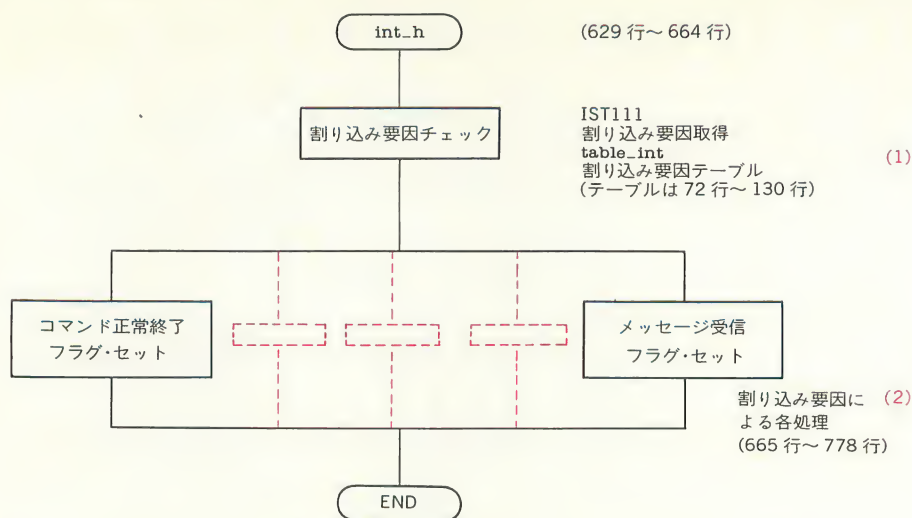 int_h
(629 行～ 664 行)
割り込み要因チェック
IST111
割り込み要因取得
table_int
割り込み要因テーブル
(テーブルは 72 行～ 130 行)
(1)
コマンド正常終了
フラグ･セット
メッセージ受信
フラグ･セット
割り込み要因に
よる各処理
(665 行～ 778 行)
(2)
END